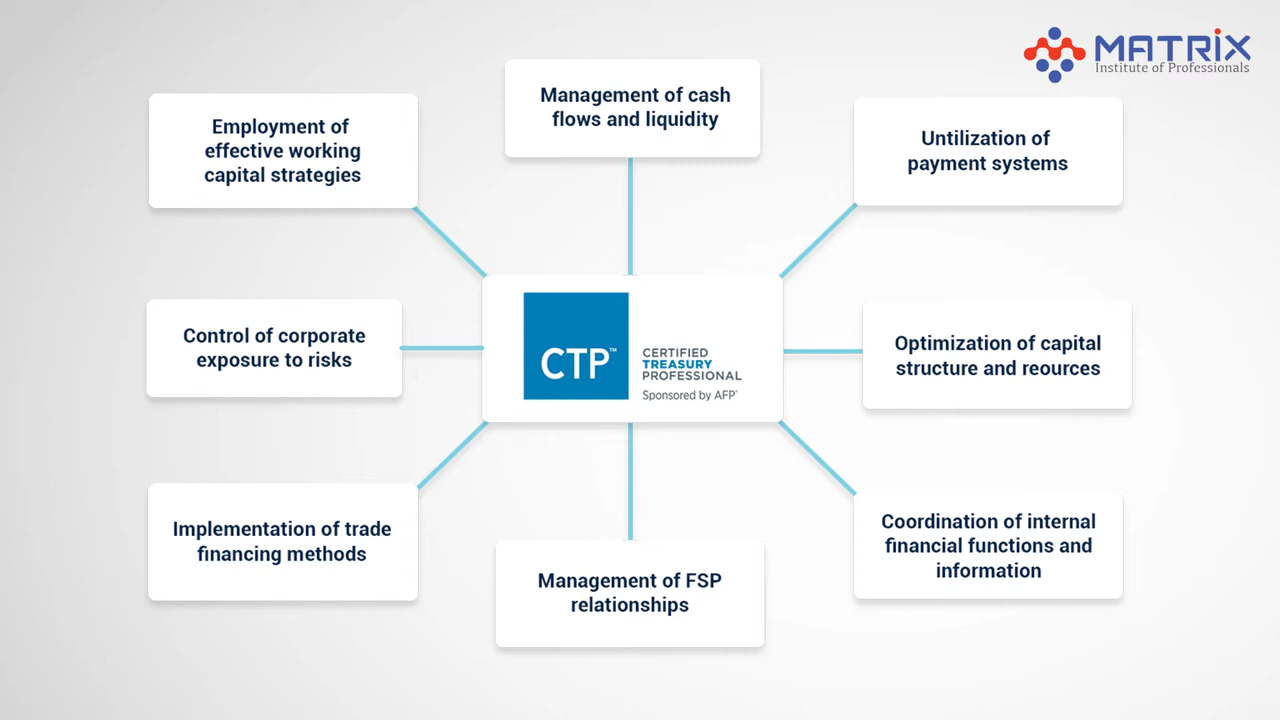 MATRiX
Institute of Professionals
Management of cash
flows and liquidity
Employment of
effective working
capital strategies
Untilization of
payment systems
Control of corporate
exposure to risks
CTP™
CERTIFIED
TREASURY
PROFESSIONAL
Sponsored by AFP®
Optimization of capital
structure and reources
Implementation of trade
financing methods
Management of FSP
relationships
Coordination of internal
financial functions and
information